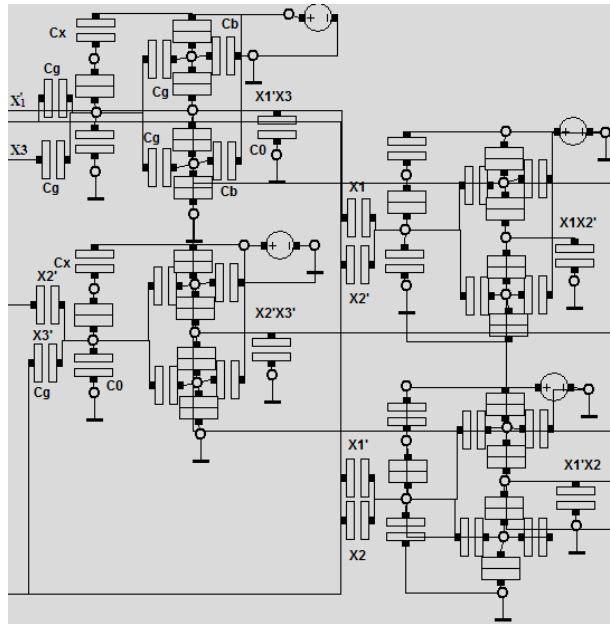 Cx
Cb
Cg
Cg
X1'X3
X'1
Cg
X3
Cg
Cb
C0
X1
X2'
X1X2'
Cx
X2'
X2'X3'
X3'
Cg
C0
X1'
X2
X1'X2